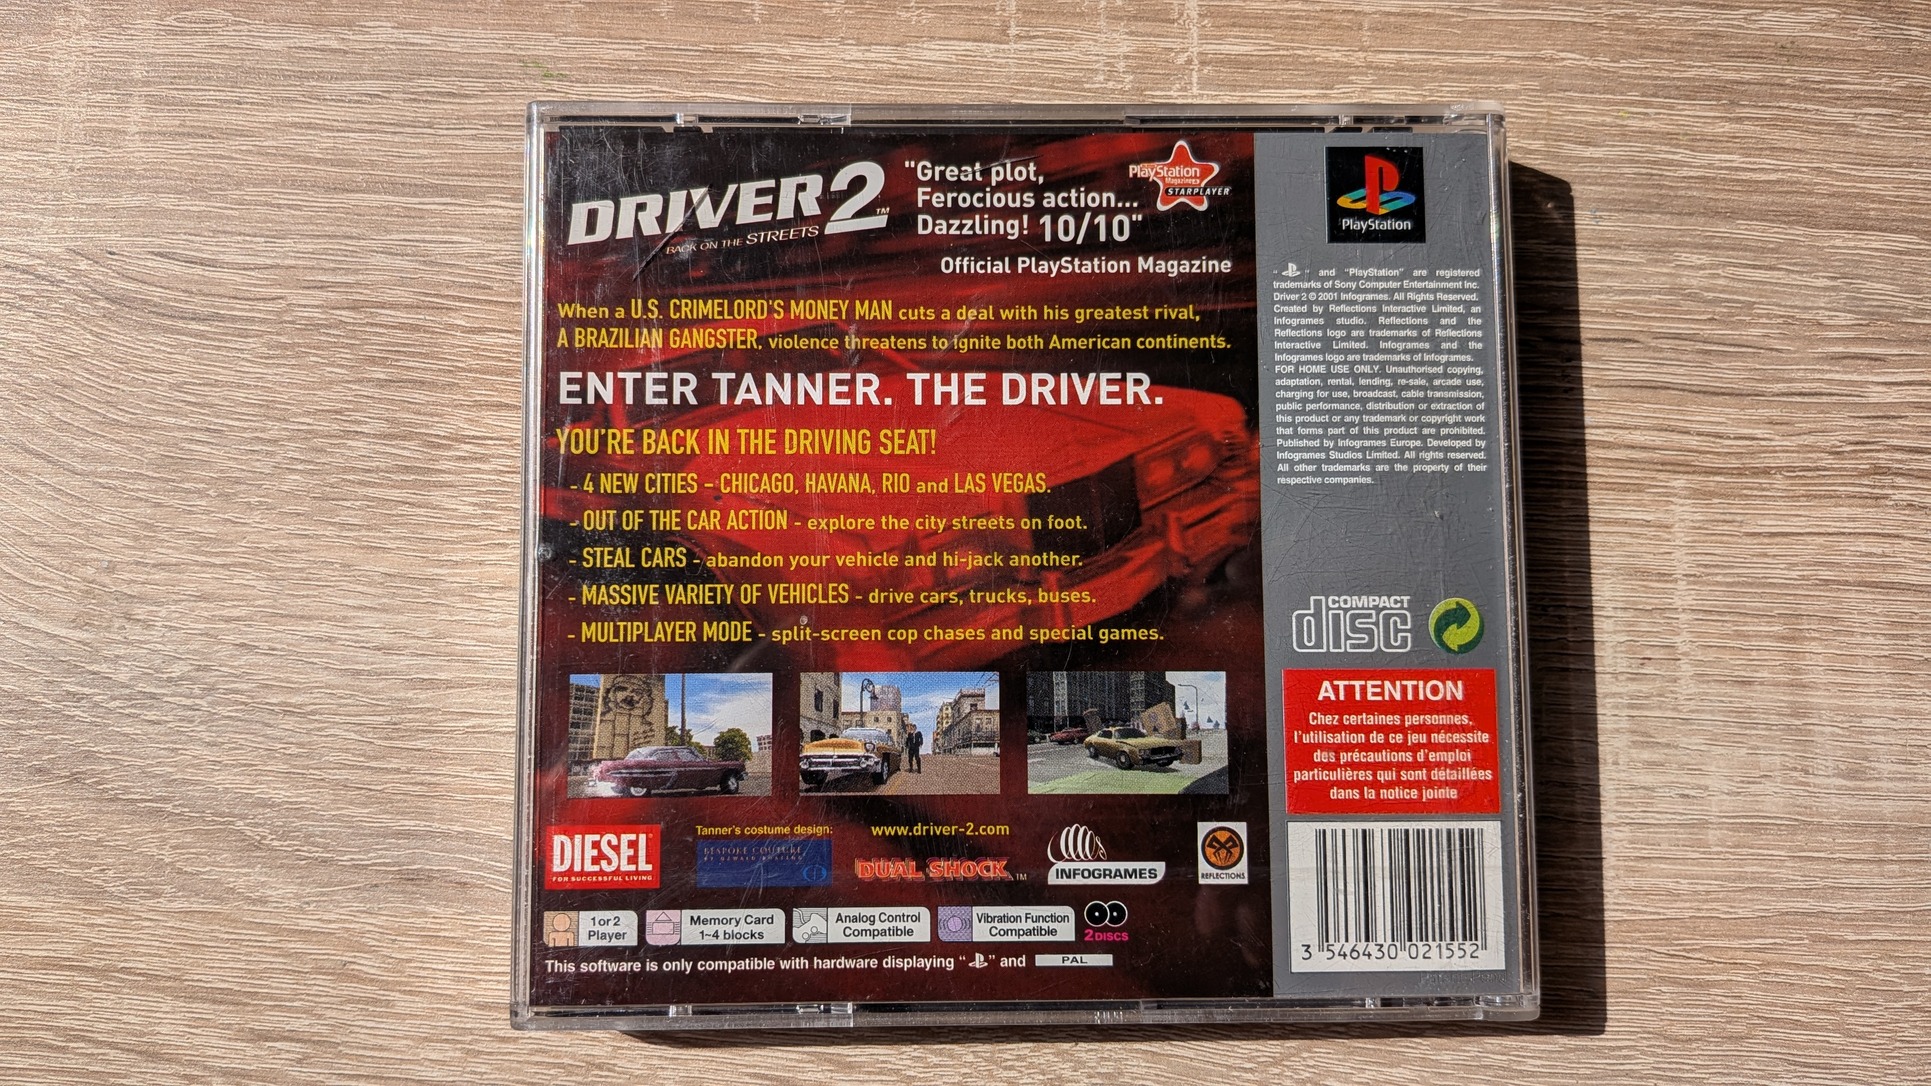 DRIVER 2™
BACK ON THE STREETS
"Great plot,
Ferocious action...
Dazzling! 10/10"
Official PlayStation Magazine
PlayStation
Magazine
STARPLAYER
When a U.S. CRIMELORD'S MONEY MAN cuts a deal with his greatest rival,
A BRAZILIAN GANGSTER, violence threatens to ignite both American continents.
ENTER TANNER. THE DRIVER.
YOU'RE BACK IN THE DRIVING SEAT!
- 4 NEW CITIES – CHICAGO, HAVANA, RIO and LAS VEGAS.
- OUT OF THE CAR ACTION - explore the city streets on foot.
- STEAL CARS - abandon your vehicle and hi-jack another.
- MASSIVE VARIETY OF VEHICLES - drive cars, trucks, buses.
- MULTIPLAYER MODE - split-screen cop chases and special games.
DIESEL
FOR SUCCESSFUL LIVING
Tanner's costume design:
BESPOKE COUTURE
BY OZWALD BOATENG
www.driver-2.com
DUAL SHOCK™
INFOGRAMES
REFLECTIONS
1 or 2
Player
Memory Card
1~4 blocks
Analog Control
Compatible
Vibration Function
Compatible
2 DISCS
This software is only compatible with hardware displaying " " and PAL
PlayStation
" " and "PlayStation" are registered
trademarks of Sony Computer Entertainment Inc.
Driver 2 © 2001 Infogrames. All Rights Reserved.
Created by Reflections Interactive Limited, an
Infogrames studio. Reflections and the
Reflections logo are trademarks of Reflections
Interactive Limited. Infogrames and the
Infogrames logo are trademarks of Infogrames.
FOR HOME USE ONLY. Unauthorised copying,
adaptation, rental, lending, re-sale, arcade use,
charging for use, broadcast, cable transmission,
public performance, distribution or extraction of
this product or any trademark or copyright work
that forms part of this product are prohibited.
Published by Infogrames Europe. Developed by
Infogrames Studios Limited. All rights reserved.
All other trademarks are the property of their
respective companies.
COMPACT
disc
ATTENTION
Chez certaines personnes,
l'utilisation de ce jeu nécessite
des précautions d'emploi
particulières qui sont détaillées
dans la notice jointe
3 546430 021552